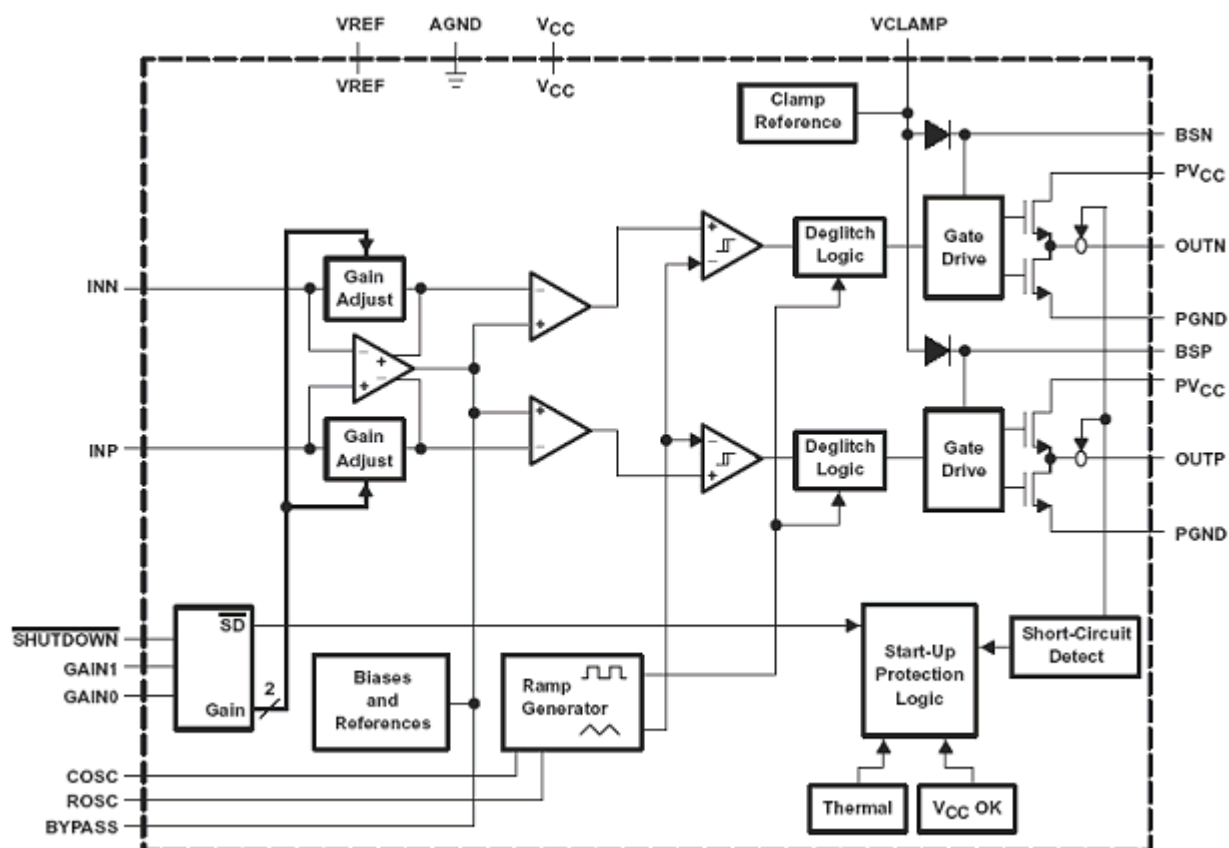 VREF
AGND
VCC
VCLAMP
VREF
VCC
Clamp
Reference
BSN
PVCC
Gain
Adjust
Deglitch
Logic
Gate
Drive
OUTN
INN
−
+
−
+
+
−
−
+
−
+
PGND
BSP
PVCC
+
−
−
+
INP
Gain
Adjust
Deglitch
Logic
Gate
Drive
OUTP
PGND
SHUTDOWN
GAIN1
GAIN0
SD
2
Gain
Biases
and
References
Ramp
Generator
Start-Up
Protection
Logic
Short-Circuit
Detect
COSC
ROSC
BYPASS
Thermal
VCC OK